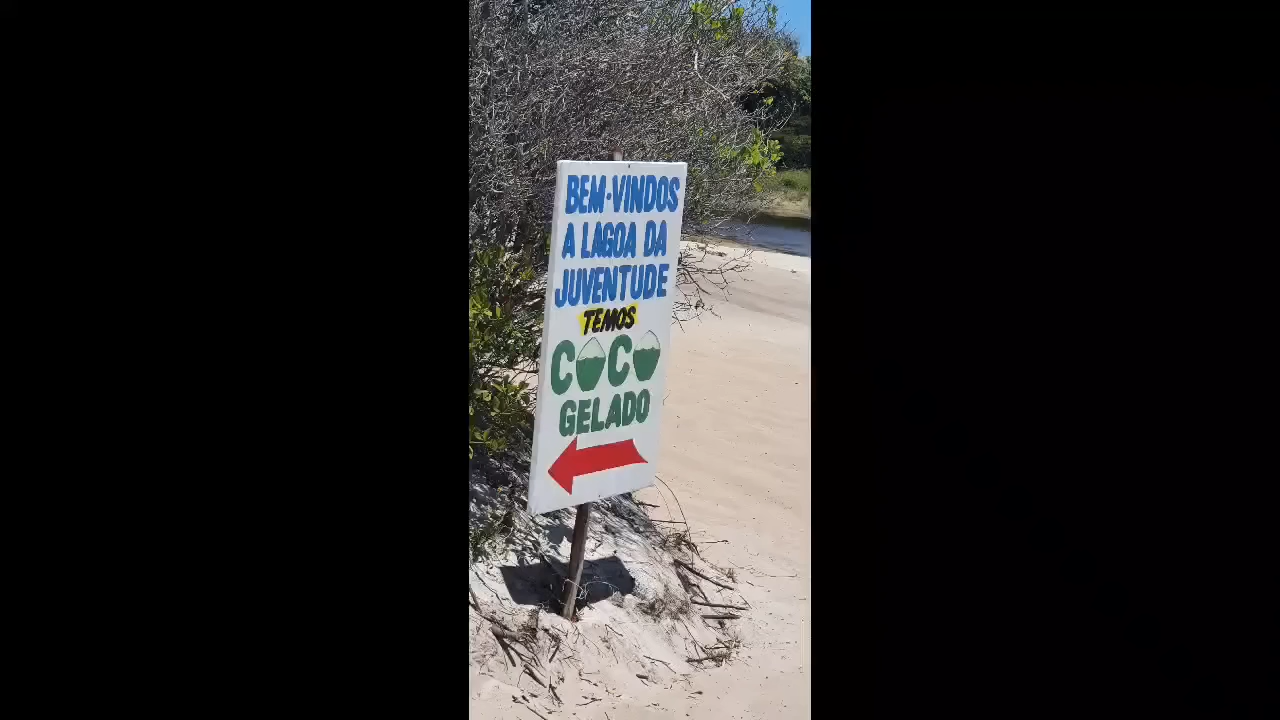 BEM-VINDOS
A LAGOA DA
JUVENTUDE
TEMOS
COCO
GELADO